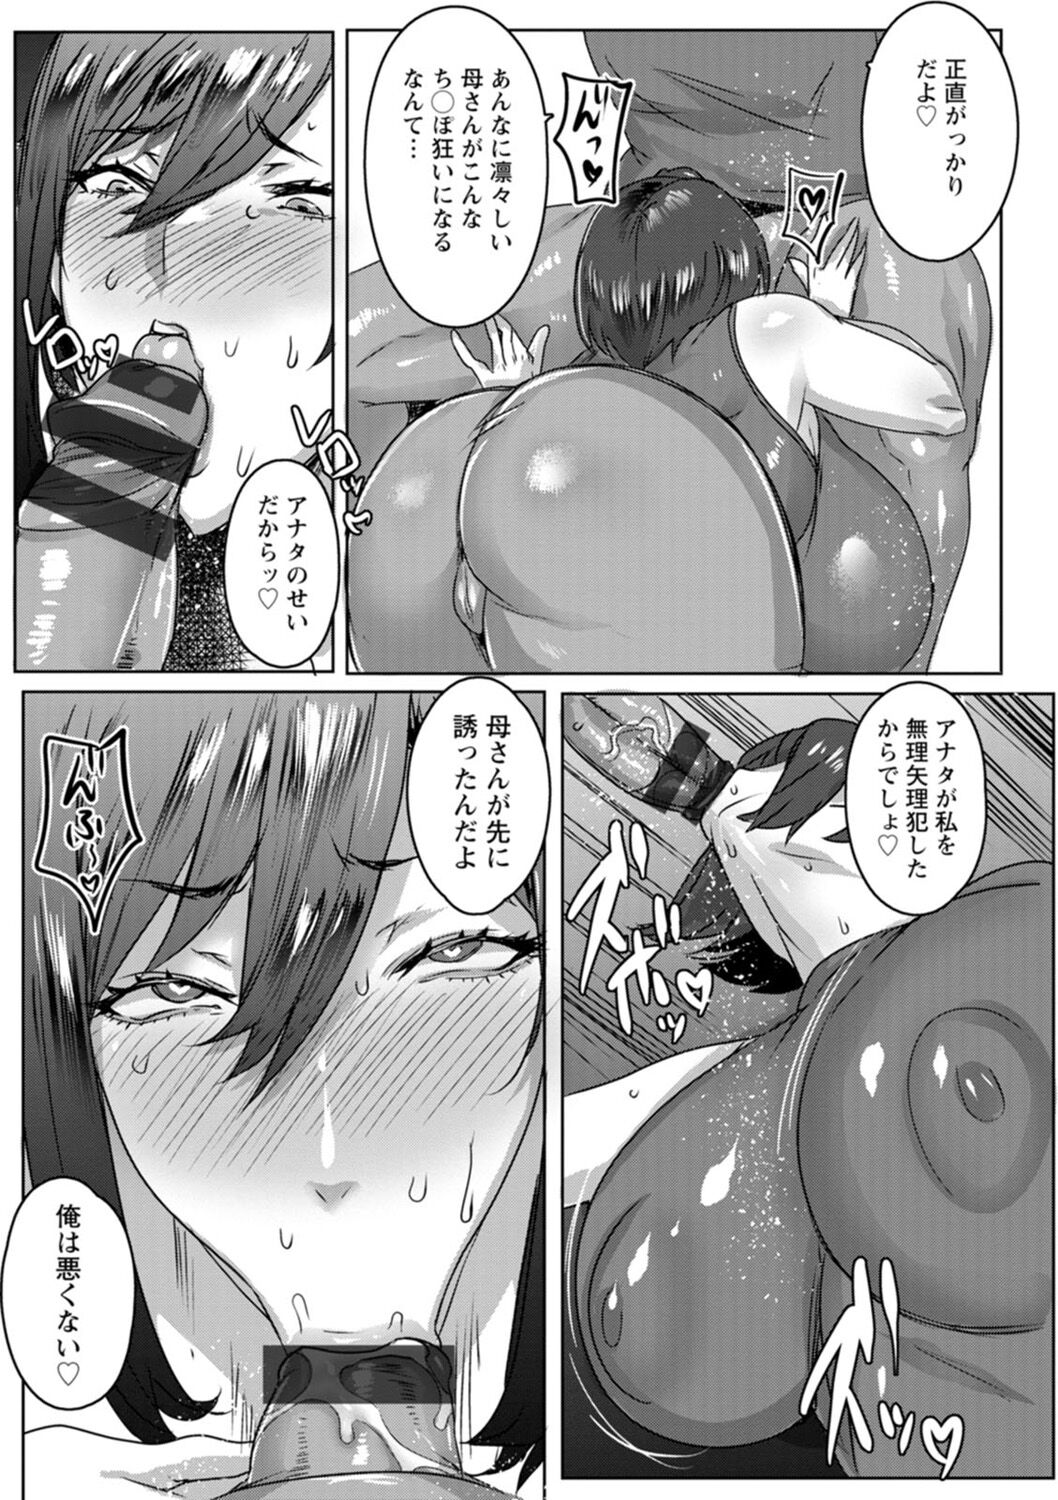 正直がっかり
だよ♡
あんなに凛々しい
母さんがこんな
ち◯ぽ狂いになる
なんて…
んっ♥
レロッ♡
レロッ
アナタのせい
だからッ♡
アナタが私を
無理矢理犯した
からでしょ♡
ズボッ
ズッ♡
母さんが先に
誘ったんだよ
んふ〜♥
俺は悪くない♡